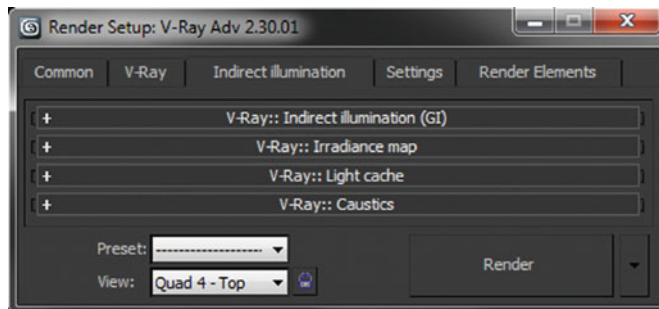 Render Setup: V-Ray Adv 2.30.01
Common V-Ray Indirect illumination Settings Render Elements
+ V-Ray:: Indirect illumination (GI)
+ V-Ray:: Irradiance map
+ V-Ray:: Light cache
+ V-Ray:: Caustics
Preset: -------------------
View: Quad 4 - Top
Render